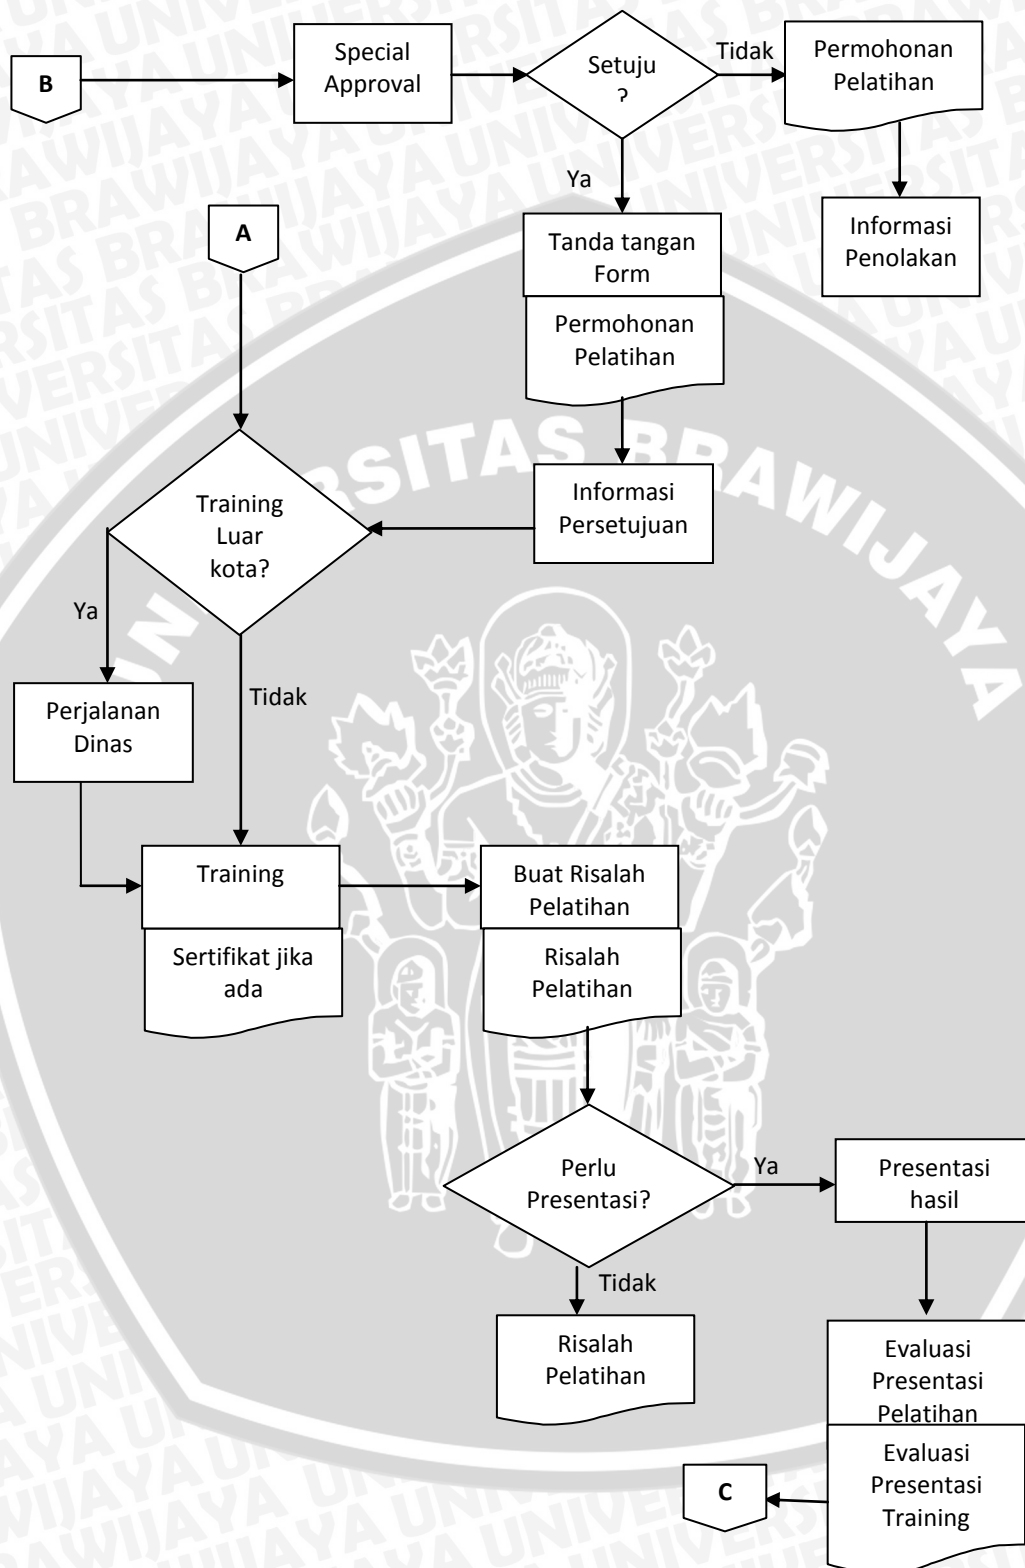 B
Special
Approval
Setuju
?
Tidak
Permohonan
Pelatihan
Ya
Informasi
Penolakan
A
Tanda tangan
Form
Permohonan
Pelatihan
Training
Luar
kota?
Informasi
Persetujuan
Ya
Tidak
Perjalanan
Dinas
Training
Sertifikat jika
ada
Buat Risalah
Pelatihan
Risalah
Pelatihan
Perlu
Presentasi?
Ya
Presentasi
hasil
Tidak
Risalah
Pelatihan
Evaluasi
Presentasi
Pelatihan
Evaluasi
Presentasi
Training
C
UNIVERSITAS BRAWIJAYA